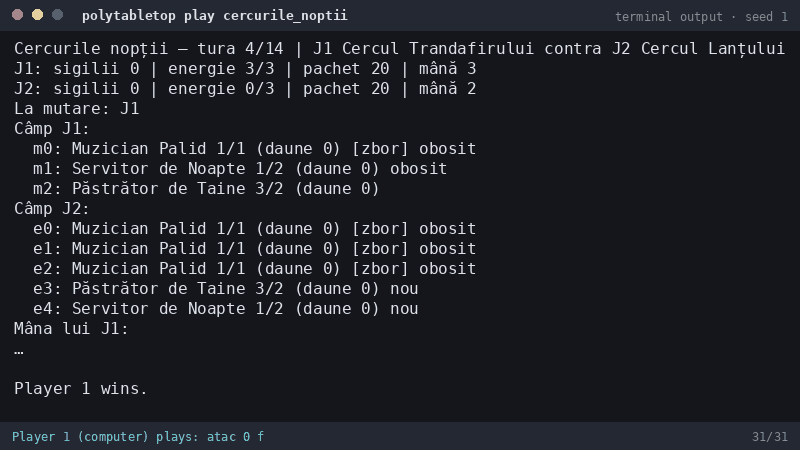 polytabletop play cercurile_noptii
terminal output · seed 1
Cercurile nopții — tura 4/14 | J1 Cercul Trandafirului contra J2 Cercul Lanțului
J1: sigilii 0 | energie 3/3 | pachet 20 | mână 3
J2: sigilii 0 | energie 0/3 | pachet 20 | mână 2
La mutare: J1
Câmp J1:
m0: Muzician Palid 1/1 (daune 0) [zbor] obosit
m1: Servitor de Noapte 1/2 (daune 0) obosit
m2: Păstrător de Taine 3/2 (daune 0)
Câmp J2:
e0: Muzician Palid 1/1 (daune 0) [zbor] obosit
e1: Muzician Palid 1/1 (daune 0) [zbor] obosit
e2: Muzician Palid 1/1 (daune 0) [zbor] obosit
e3: Păstrător de Taine 3/2 (daune 0) nou
e4: Servitor de Noapte 1/2 (daune 0) nou
Mâna lui J1:
…
Player 1 wins.
Player 1 (computer) plays: atac 0 f
31/31